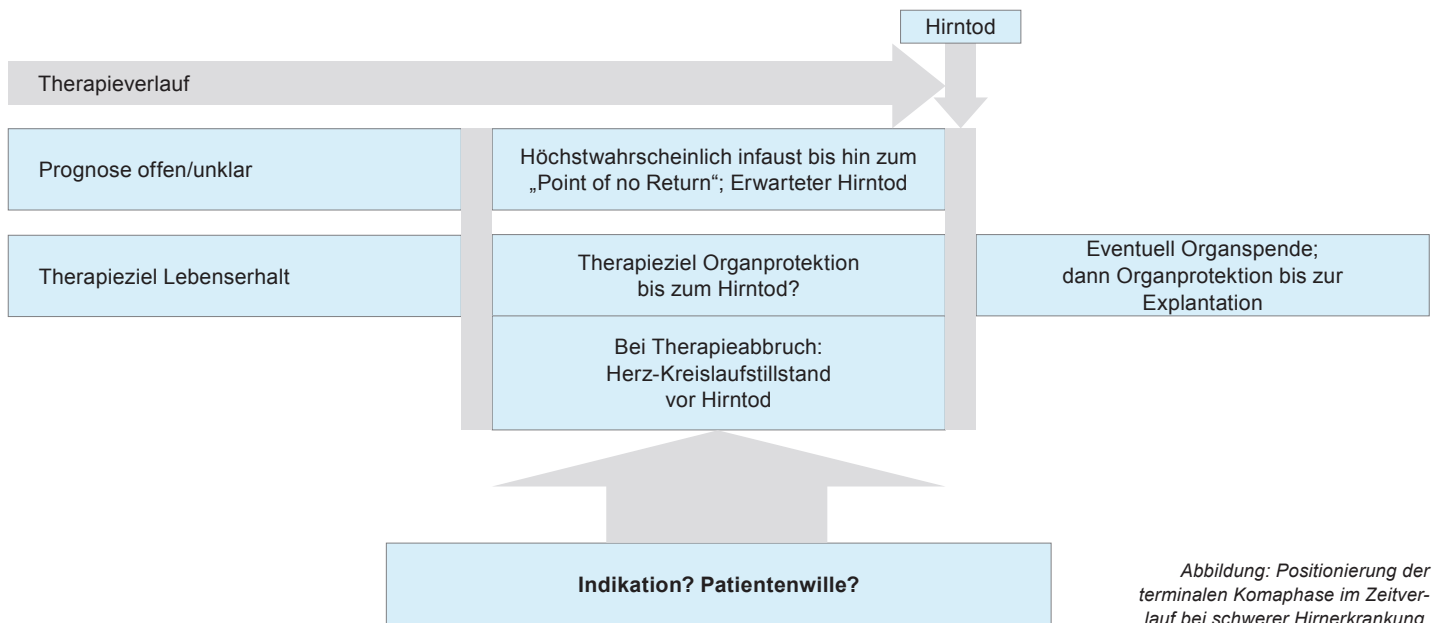 Hirntod
Therapieverlauf
Prognose offen/unklar
Höchstwahrscheinlich infaust bis hin zum
„Point of no Return“; Erwarteter Hirntod
Therapieziel Lebenserhalt
Therapieziel Organprotektion
bis zum Hirntod?
Eventuell Organspende;
dann Organprotektion bis zur
Explantation
Bei Therapieabbruch:
Herz-Kreislaufstillstand
vor Hirntod
Indikation? Patientenwille?
Abbildung: Positionierung der
terminalen Komaphase im Zeitver-
lauf bei schwerer Hirnerkrankung.